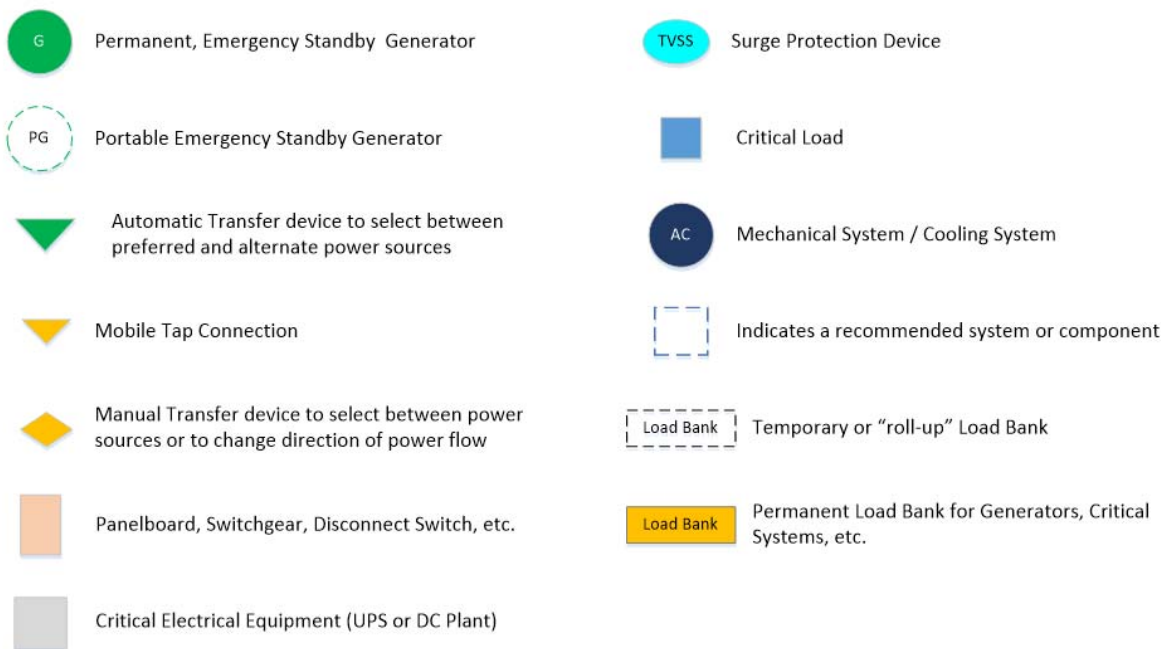 G
Permanent, Emergency Standby Generator
PG
Portable Emergency Standby Generator
Automatic Transfer device to select between
preferred and alternate power sources
Mobile Tap Connection
Manual Transfer device to select between power
sources or to change direction of power flow
Panelboard, Switchgear, Disconnect Switch, etc.
Critical Electrical Equipment (UPS or DC Plant)
TVSS
Surge Protection Device
Critical Load
AC
Mechanical System / Cooling System
Indicates a recommended system or component
Load Bank
Temporary or “roll-up” Load Bank
Load Bank
Permanent Load Bank for Generators, Critical
Systems, etc.